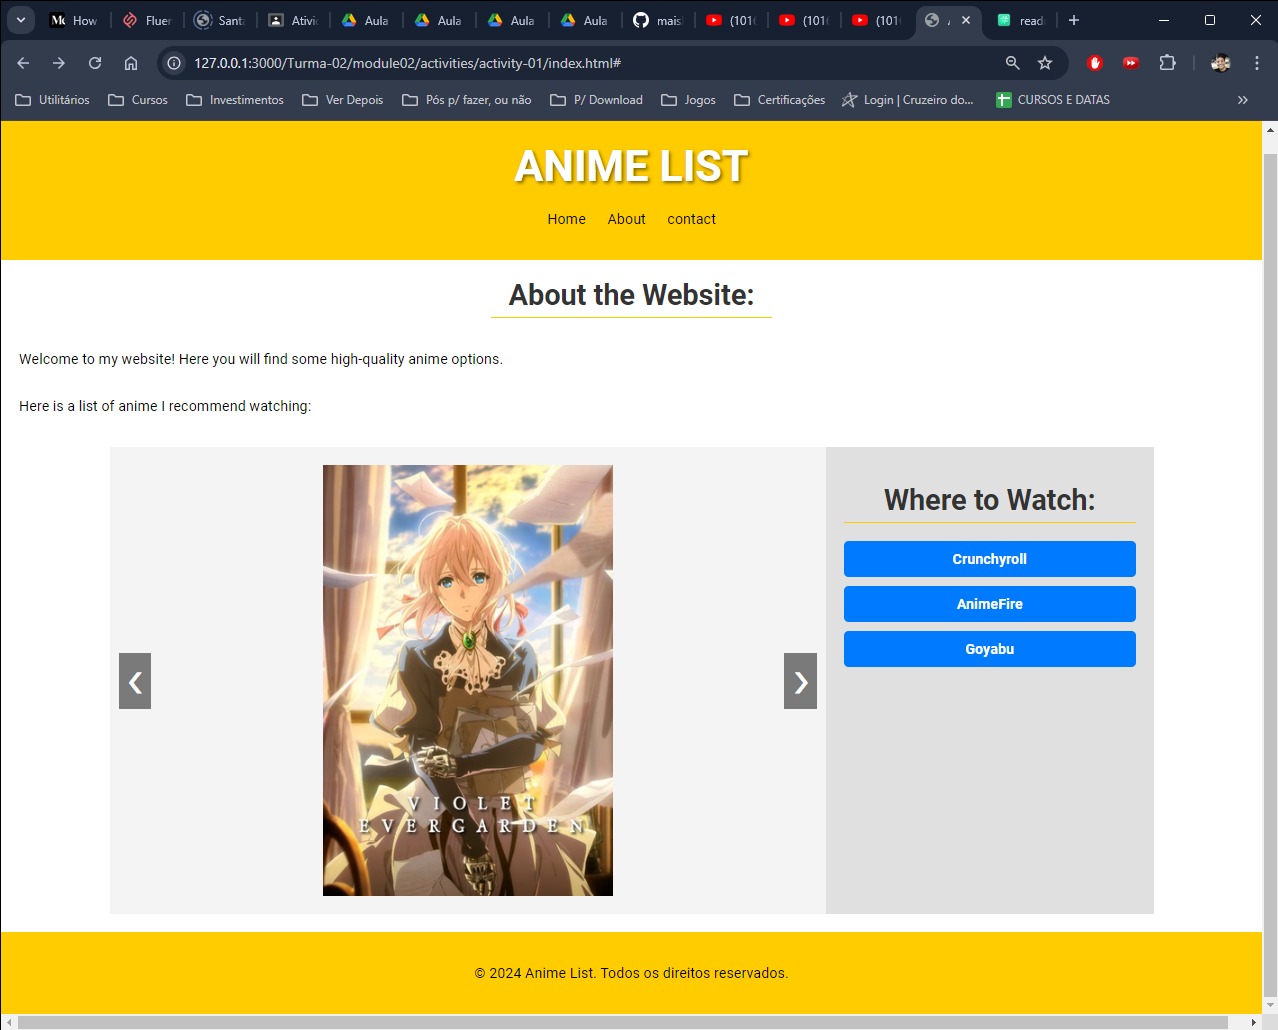 How
Fluer
Santa
Ativid
Aula
Aula
Aula
Aula
mais
(101
(101
(101
read
127.0.0.1:3000/Turma-02/module02/activities/activity-01/index.html#
Utilitários
Cursos
Investimentos
Ver Depois
Pós p/ fazer, ou não
P/ Download
Jogos
Certificações
Login | Cruzeiro do...
CURSOS E DATAS
ANIME LIST
Home About contact
About the Website:
Welcome to my website! Here you will find some high-quality anime options.
Here is a list of anime I recommend watching:
VIOLET
EVERGARDEN
❮
❯
Where to Watch:
Crunchyroll
AnimeFire
Goyabu
© 2024 Anime List. Todos os direitos reservados.